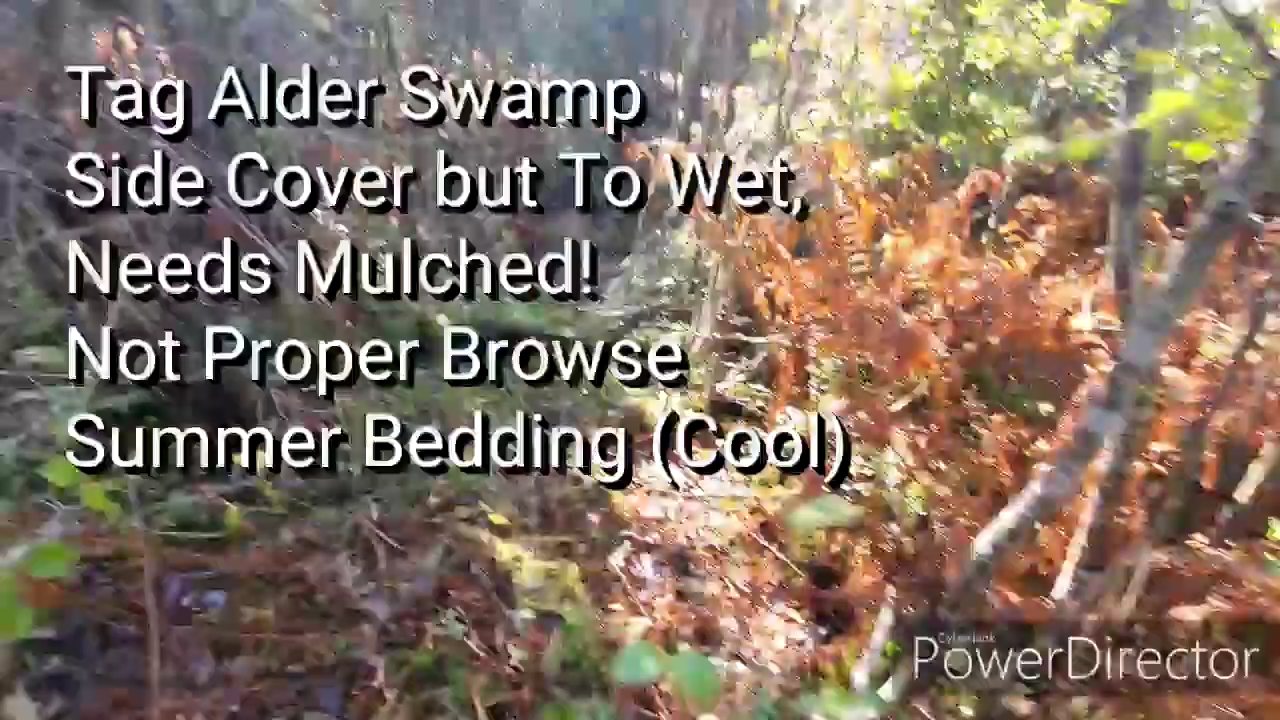 Tag Alder Swamp
Side Cover but To Wet,
Needs Mulched!
Not Proper Browse
Summer Bedding (Cool)
CyberLink
PowerDirector